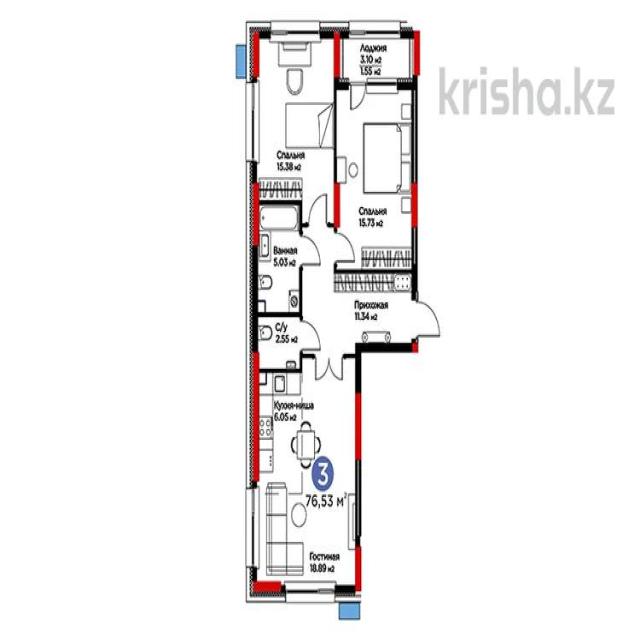 Лоджия
3.10 м2
1.55 м2
krisha.kz
Спальня
15.38 м2
Спальня
15.73 м2
Ванная
5.03 м2
Прихожая
11.34 м2
С/у
2.55 м2
Кухня-ниша
6.05 м2
3
76,53 м2
Гостиная
18.89 м2